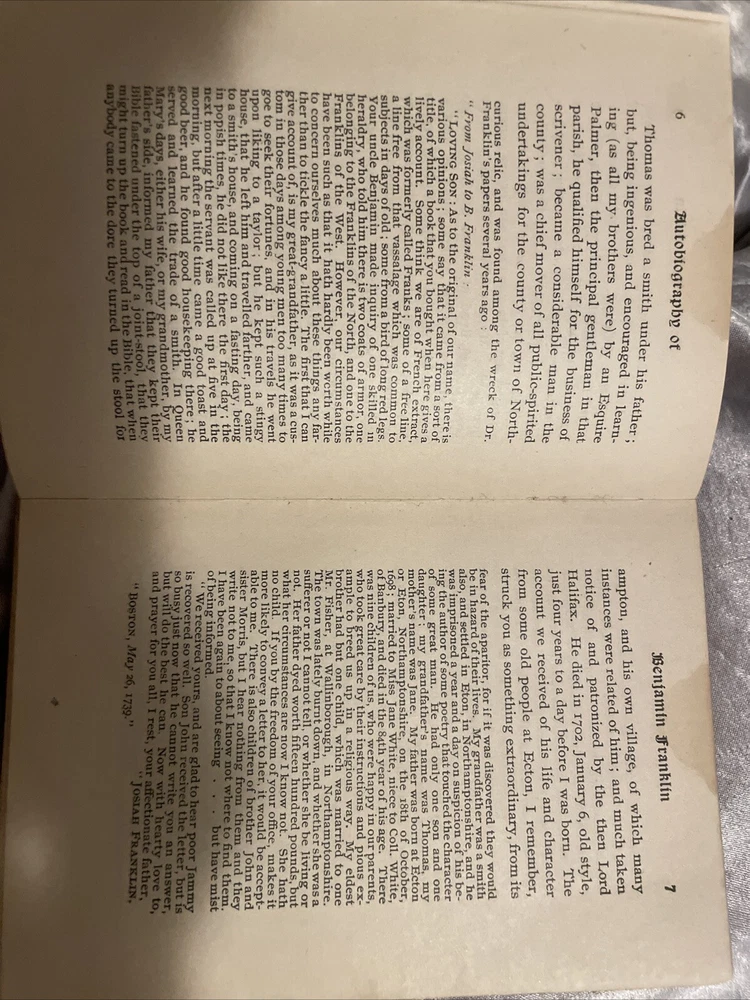 6
Autobiography of
Thomas was bred a smith under his father ;
but, being ingenious, and encouraged in learn-
ing (as all my brothers were) by an Esquire
Palmer, then the principal gentleman in that
parish, he qualified himself for the business of
scrivener ; became a considerable man in the
county ; was a chief mover of all public-spirited
undertakings for the county or town of North-
curious relic, and was found among the wreck of Dr.
Franklin's papers several years ago :
"From Josiah to B. Franklin :
"LOVING SON : As to the original of our name, there is
various opinions ; some say that it came from a sort of
title, of which a book that you bought when here gives a
lively account. Some think we are of French extract,
which was formerly called Franks ; some of a free line,
a line free from that vassalage which was common to
subjects in days of old ; some from a bird of long red legs.
Your uncle Benjamin made inquiry of one skilled in
heraldry, who told him there is two coats of armor, one
belonging to the Franklins of the North, and one to the
Franklins of the West. However, our circumstances
have been such as that it hath hardly been worth while
to concern ourselves much about these things any far-
ther than to tickle the fancy a little. The first that I can
give account of, is my great-grandfather, as it was a cus-
tom in those days among young men too many times to
goe to seek their fortunes, and in his travels he went
upon liking to a taylor ; but he kept such a stingy
house, that he left him and travelled farther, and came
to a smith's house, and coming on a fasting day, being
in popish times, he did not like there the first day ; the
next morning the servant was called up at five in the
morning, but after a little time came a good toast and
good beer, and he found good housekeeping there ; he
served and learned the trade of a smith. In Queen
Mary's days, either his wife, or my grandmother, by my
father's side, informed my father that they kept their
Bible fastened under the top of a joint-stool, that they
might turn up the book and read in the Bible, that when
anybody came to the dore they turned up the stool for
Benjamin Franklin
7
ampton, and his own village, of which many
instances were related of him ; and much taken
notice of and patronized by the then Lord
Halifax. He died in 1702, January 6, old style,
just four years to a day before I was born. The
account we received of his life and character
from some old people at Ecton, I remember,
struck you as something extraordinary, from its
fear of the aparitor, for if it was discovered they would
be in hazard of their lives. My grandfather was a smith
also, and settled in Eton, in Northamptonshire, and he
was imprisoned a year and a day on suspicion of his be-
ing the author of some poetry that touched the character
of some great man. He had only one son and one
daughter ; my grandfather's name was Thomas, my
mother's name was Jane. My father was born at Ecton
or Eton, Northamptonshire, on the 18th of October,
1698 ; married to Miss Jane White, niece to Coll. White,
of Banbury, and died in the 84th year of his age. There
was nine children of us, who were happy in our parents,
who took great care by their instructions and pious ex-
ample to breed us up in a religious way. My eldest
brother had but one child, which was married to one
Mr. Fisher, at Wallinborough, in Northamptonshire.
The town was lately burnt down, and whether she was a
sufferer or not I cannot tell, or whether she be living or
not. Her father dyed worth fifteen hundred pounds, but
what her circumstances are now I know not. She hath
no child. If you by the freedom of your office, makes it
more likely to convey a letter to her, it would be accept-
able to me. There is also children of brother John and
sister Morris, but I hear nothing from them, and they
write not to me, so that I know not where to find them.
I have been again to about seeing . . . . but have mist
of being informed.
"We received yours, and are glad to hear poor Jammy
is recovered so well. Son John received the letter, but is
so busy just now that he cannot write you an answer,
but will do the best he can. Now with hearty love to,
and prayer for you all, I rest, your affectionate father,
"JOSIAH FRANKLIN.
"BOSTON, May 26, 1739."